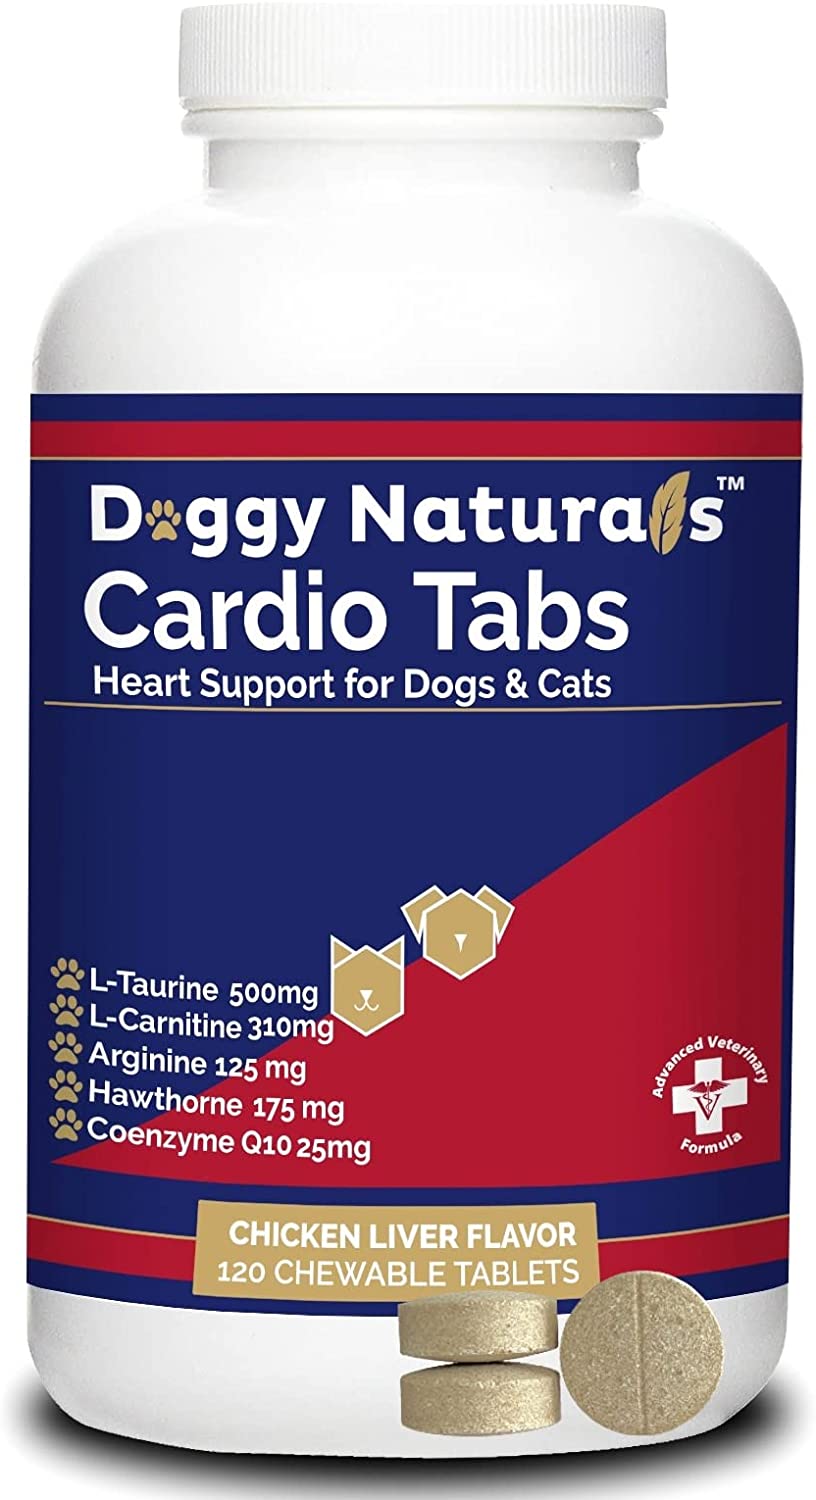 Doggy Naturals™
Cardio Tabs
Heart Support for Dogs & Cats
L-Taurine 500mg
L-Carnitine 310mg
Arginine 125 mg
Hawthorne 175 mg
Coenzyme Q10 25mg
Advanced Veterinary
V
Formula
CHICKEN LIVER FLAVOR
120 CHEWABLE TABLETS